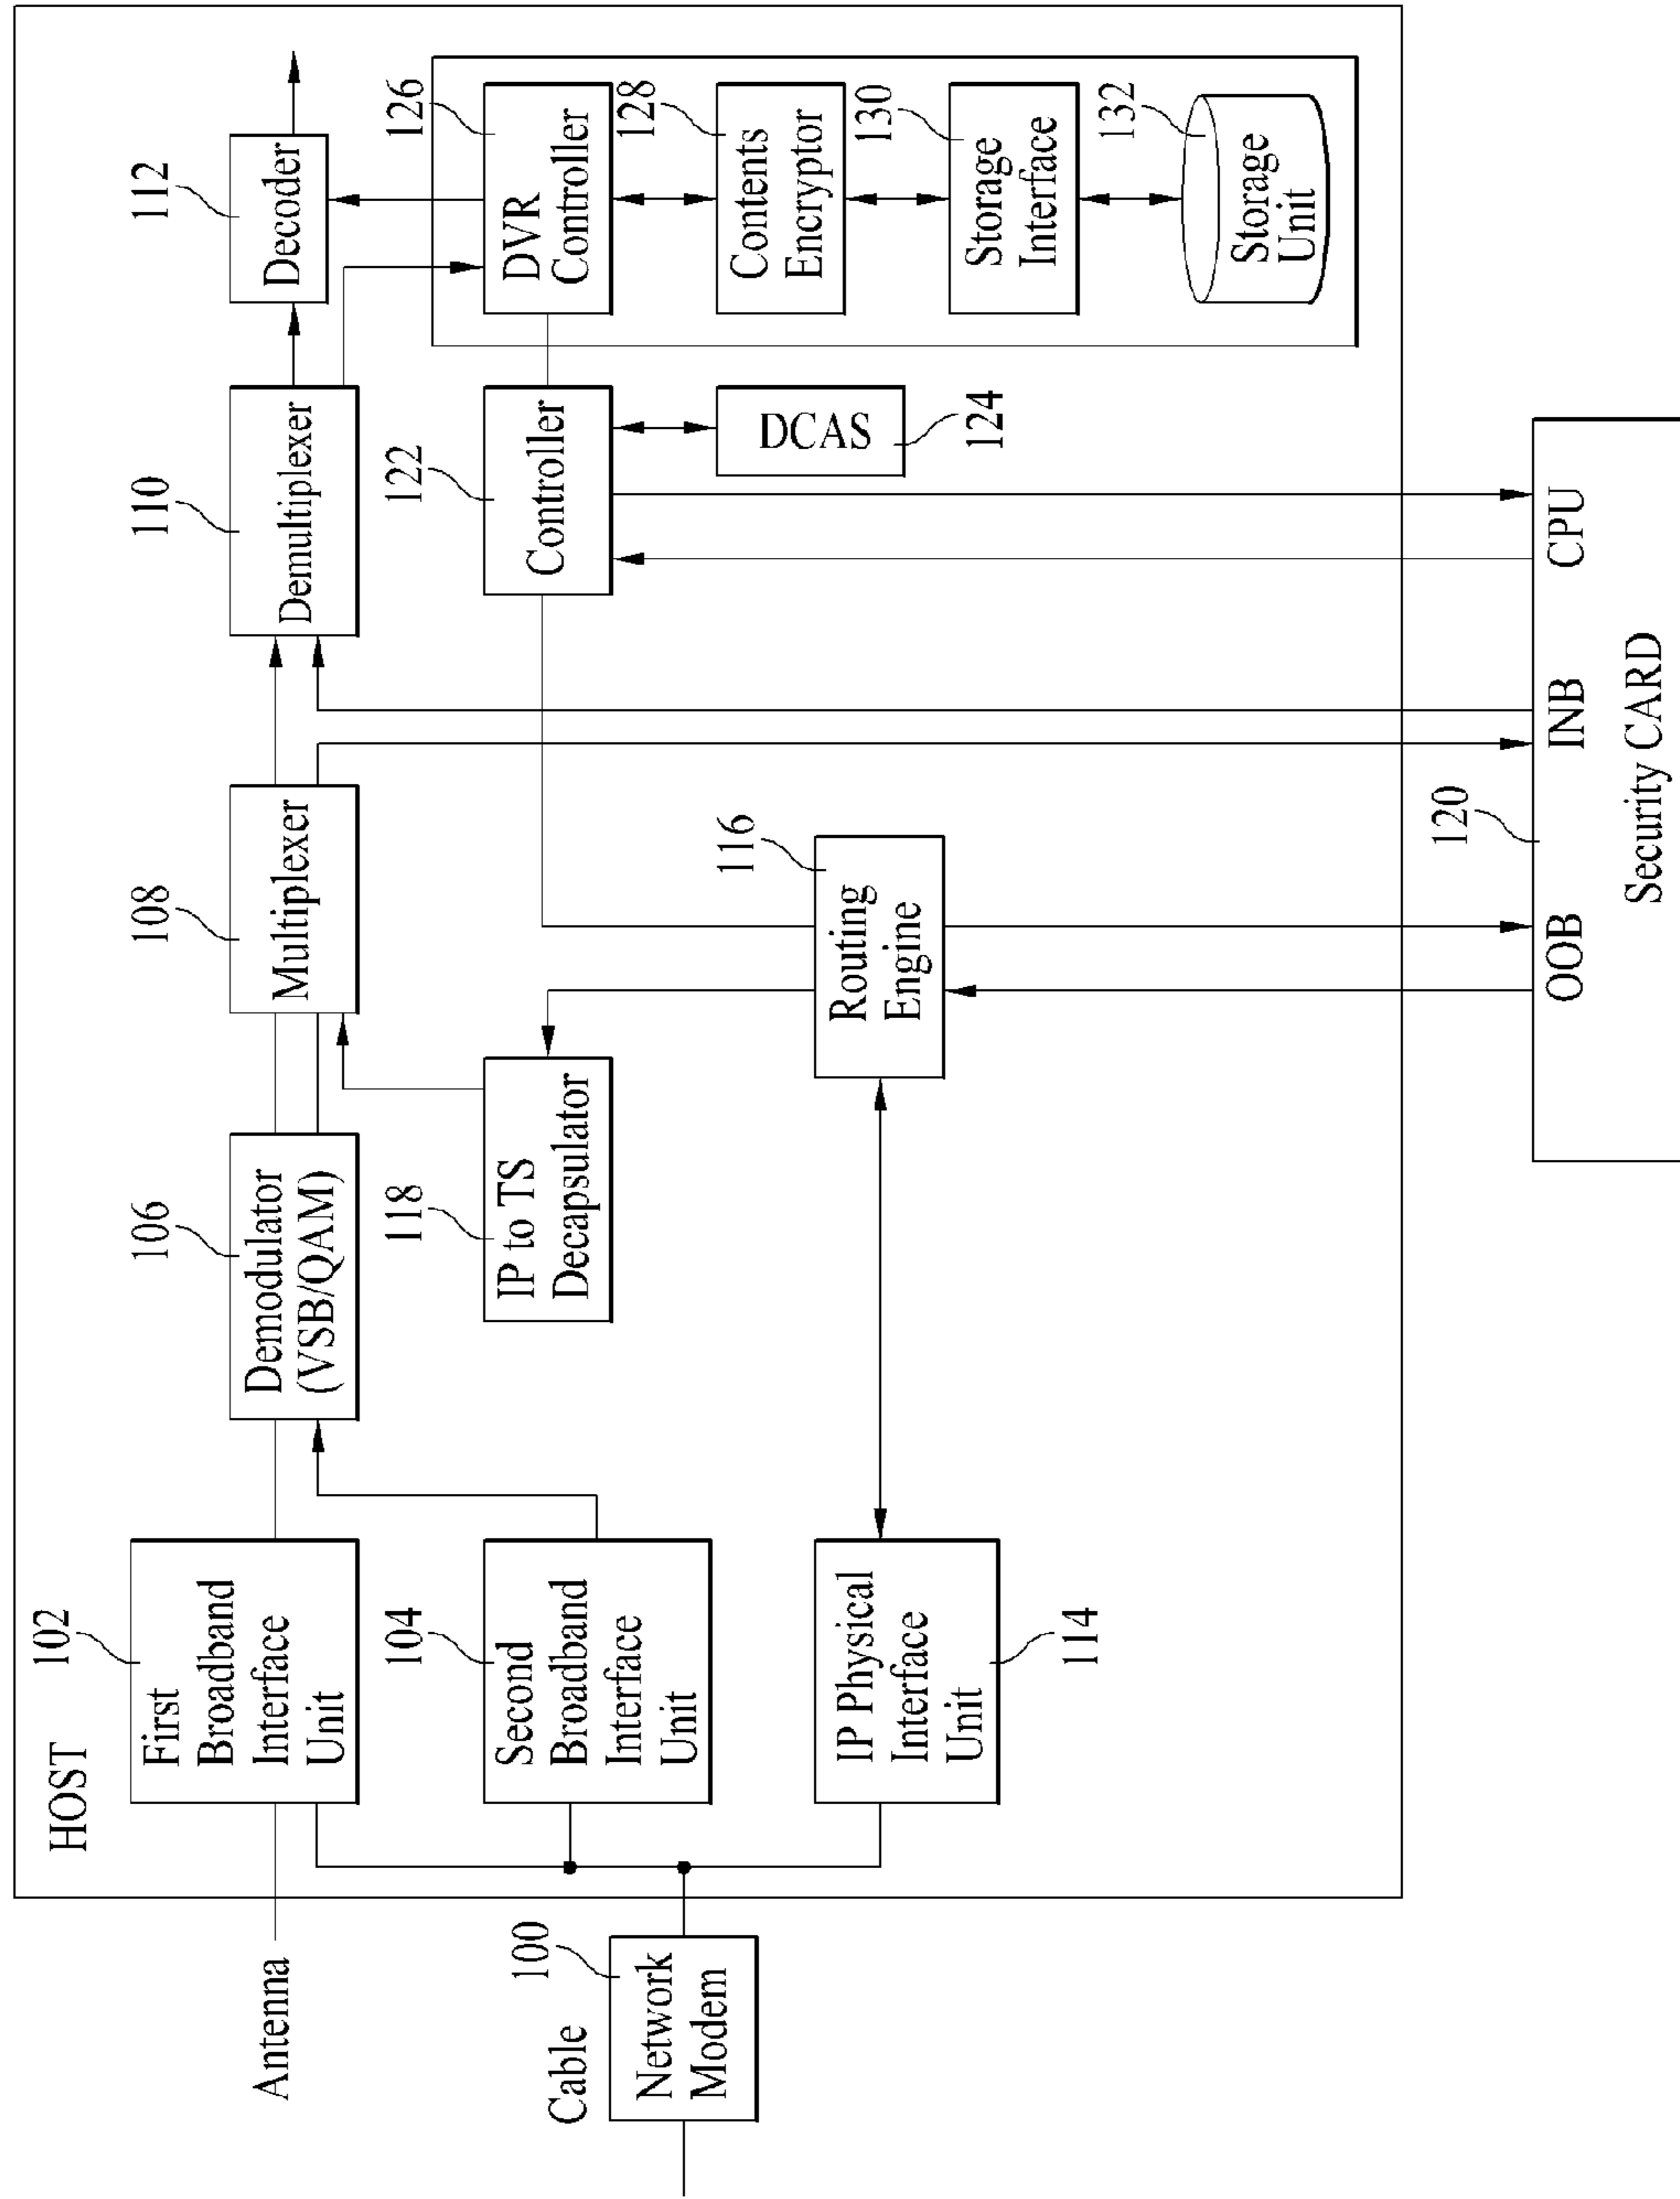 HOST
102
First
Broadband
Interface
Unit
106
Demodulator
(VSB/QAM)
108
Multiplexer
110
Demultiplexer
112
Decoder
Antenna
Cable
100
Network
Modem
104
Second
Broadband
Interface
Unit
118
IP to TS
Decapsulator
122
Controller
DCAS
124
126
DVR
Controller
128
Contents
Encryptor
130
Storage
Interface
132
Storage
Unit
IP Physical
Interface
Unit
114
116
Routing
Engine
120
OOB
INB
CPU
Security CARD